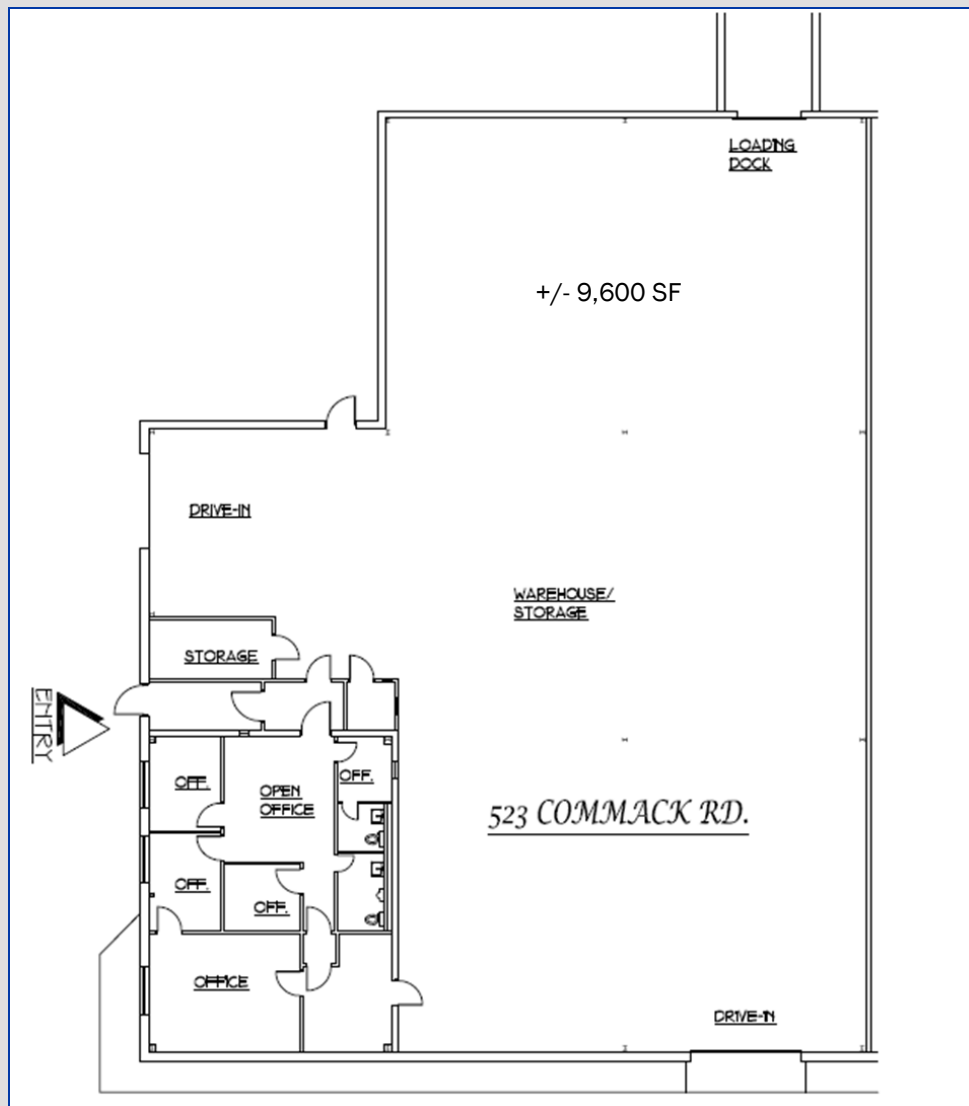 LOADING
DOCK
+/- 9,600 SF
DRIVE-IN
WAREHOUSE/
STORAGE
STORAGE
ENTRY
OFF.
OPEN
OFFICE
OFF.
523 COMMACK RD.
OFF.
OFF.
OFFICE
DRIVE-IN